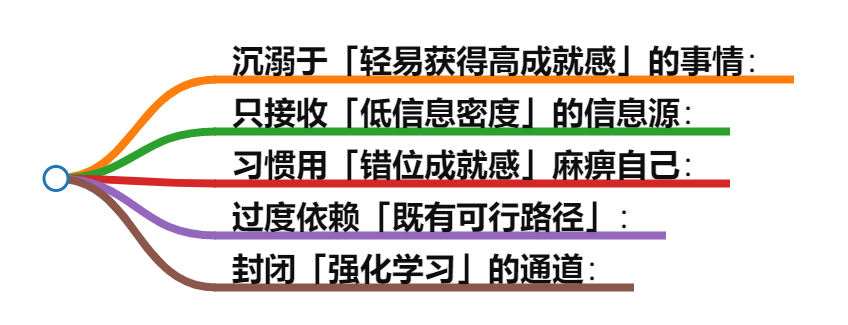 沉溺于「轻易获得高成就感」的事情：
只接收「低信息密度」的信息源：
习惯用「错位成就感」麻痹自己：
过度依赖「既有可行路径」：
封闭「强化学习」的通道：